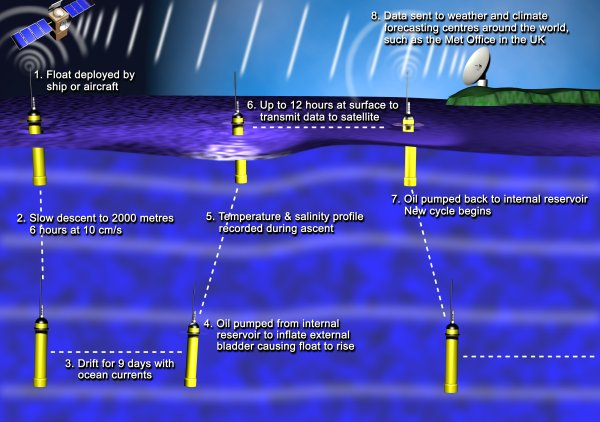 1. Float deployed by
ship or aircraft
2. Slow descent to 2000 metres
6 hours at 10 cm/s
3. Drift for 9 days with
ocean currents
4. Oil pumped from internal
reservoir to inflate external
bladder causing float to rise
5. Temperature & salinity profile
recorded during ascent
6. Up to 12 hours at surface to
transmit data to satellite
7. Oil pumped back to internal reservoir
New cycle begins
8. Data sent to weather and climate
forecasting centres around the world,
such as the Met Office in the UK